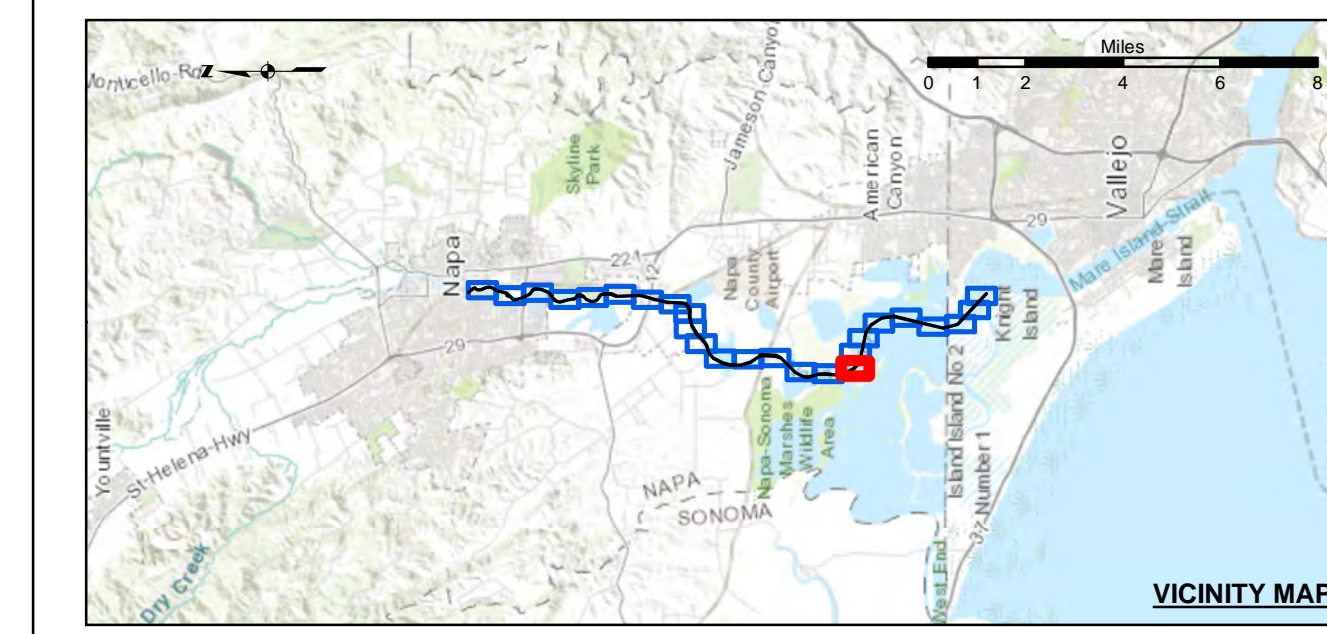 Miles
0 1 2 4 6 8
Monticello-Rd
Z
Jameson Canyon
Skyline
Park
American
Canyon
Vallejo
29
Mare Island-Strait
Mare
Island
Napa
221
12
Napa
County
Airport
Knight
Island
29
Island Island No 2
Napa-Sonoma
Marshes
Wildlife
Area
Yountville
St-Helena-Hwy
NAPA
SONOMA
37-Number 1
West End
Dry Creek
VICINITY MAP